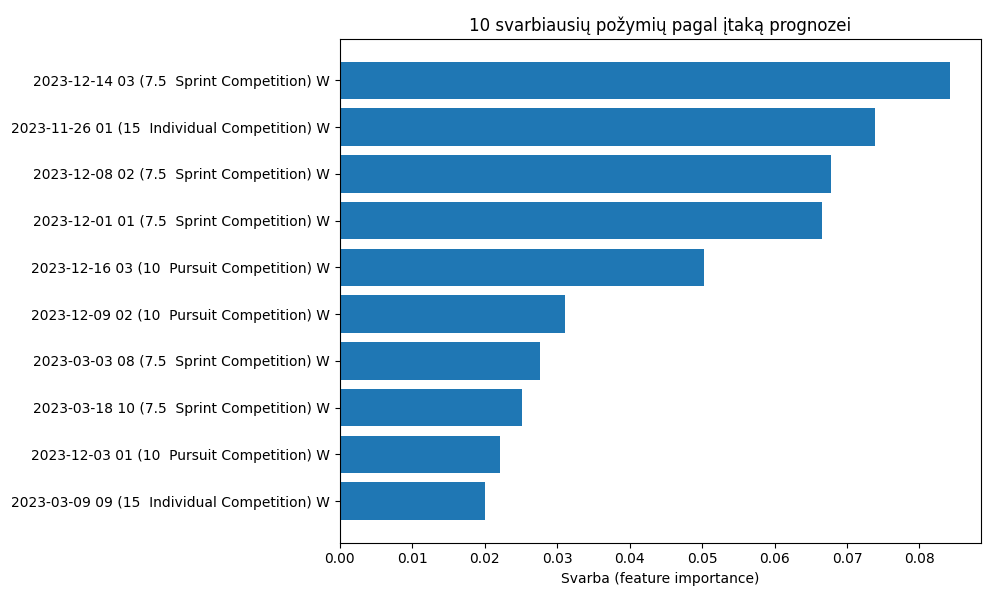 10 svarbiausių požymių pagal įtaką prognozei
2023-12-14 03 (7.5  Sprint Competition) W
2023-11-26 01 (15  Individual Competition) W
2023-12-08 02 (7.5  Sprint Competition) W
2023-12-01 01 (7.5  Sprint Competition) W
2023-12-16 03 (10  Pursuit Competition) W
2023-12-09 02 (10  Pursuit Competition) W
2023-03-03 08 (7.5  Sprint Competition) W
2023-03-18 10 (7.5  Sprint Competition) W
2023-12-03 01 (10  Pursuit Competition) W
2023-03-09 09 (15  Individual Competition) W
0.00 0.01 0.02 0.03 0.04 0.05 0.06 0.07 0.08
Svarba (feature importance)